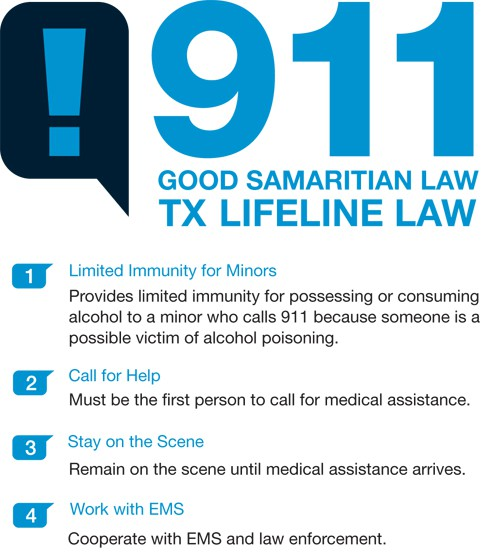 !
911
GOOD SAMARITIAN LAW
TX LIFELINE LAW
1 Limited Immunity for Minors
Provides limited immunity for possessing or consuming
alcohol to a minor who calls 911 because someone is a
possible victim of alcohol poisoning.
2 Call for Help
Must be the first person to call for medical assistance.
3 Stay on the Scene
Remain on the scene until medical assistance arrives.
4 Work with EMS
Cooperate with EMS and law enforcement.